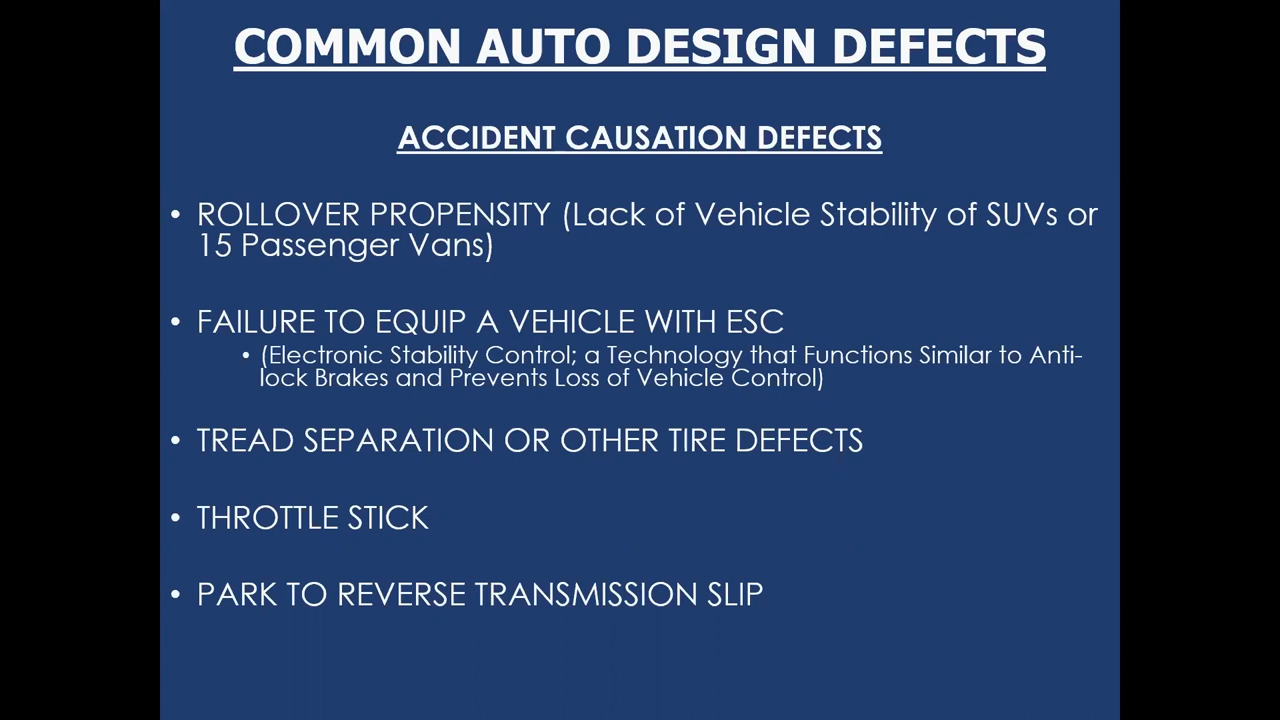 COMMON AUTO DESIGN DEFECTS
ACCIDENT CAUSATION DEFECTS
• ROLLOVER PROPENSITY (Lack of Vehicle Stability of SUVs or
15 Passenger Vans)
• FAILURE TO EQUIP A VEHICLE WITH ESC
• (Electronic Stability Control; a Technology that Functions Similar to Anti-
lock Brakes and Prevents Loss of Vehicle Control)
• TREAD SEPARATION OR OTHER TIRE DEFECTS
• THROTTLE STICK
• PARK TO REVERSE TRANSMISSION SLIP